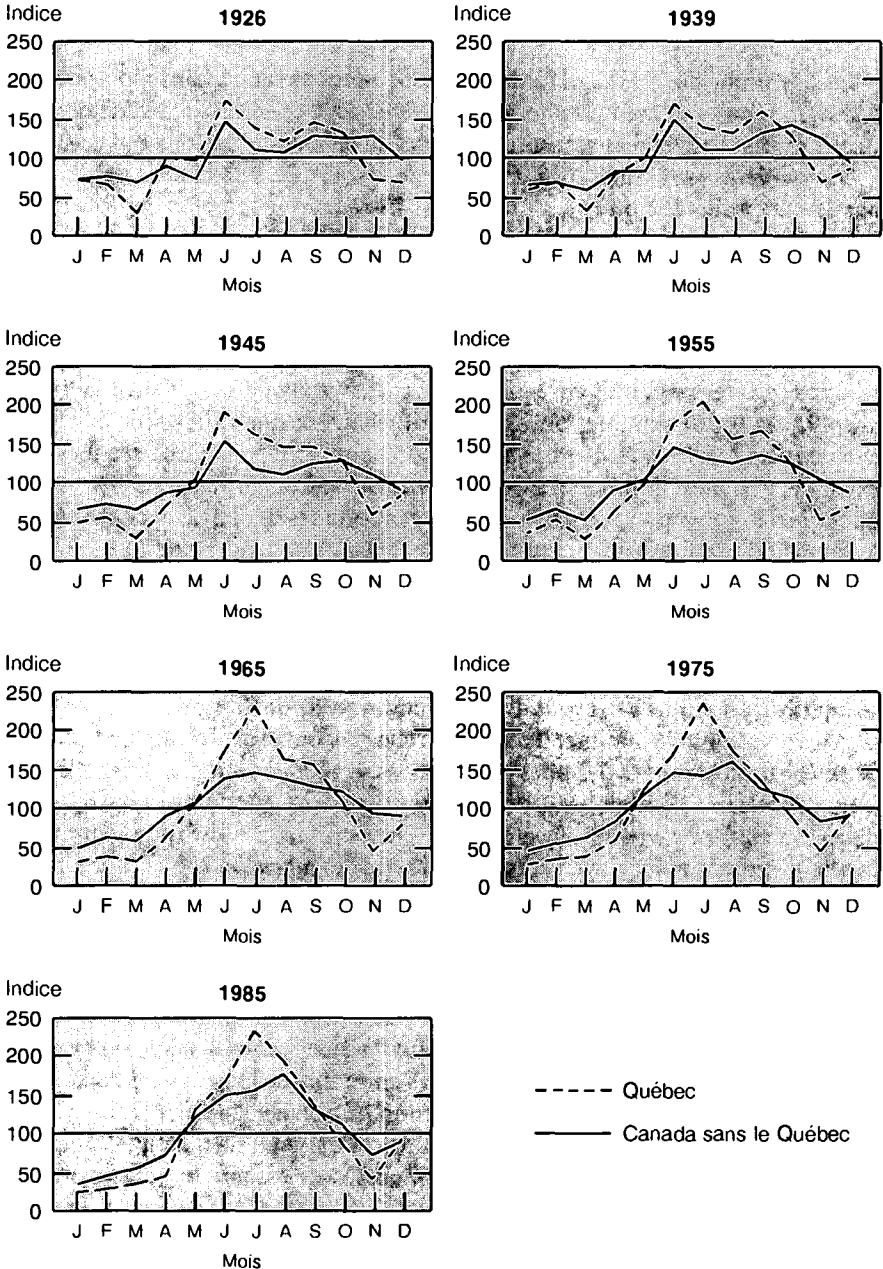 Indice
1926
250
200
150
100
50
0
J F M A M J J A S O N D
Mois
Indice
1939
250
200
150
100
50
0
J F M A M J J A S O N D
Mois
Indice
1945
250
200
150
100
50
0
J F M A M J J A S O N D
Mois
Indice
1955
250
200
150
100
50
0
J F M A M J J A S O N D
Mois
Indice
1965
250
200
150
100
50
0
J F M A M J J A S O N D
Mois
Indice
1975
250
200
150
100
50
0
J F M A M J J A S O N D
Mois
Indice
1985
250
200
150
100
50
0
J F M A M J J A S O N D
Mois
Québec
Canada sans le Québec